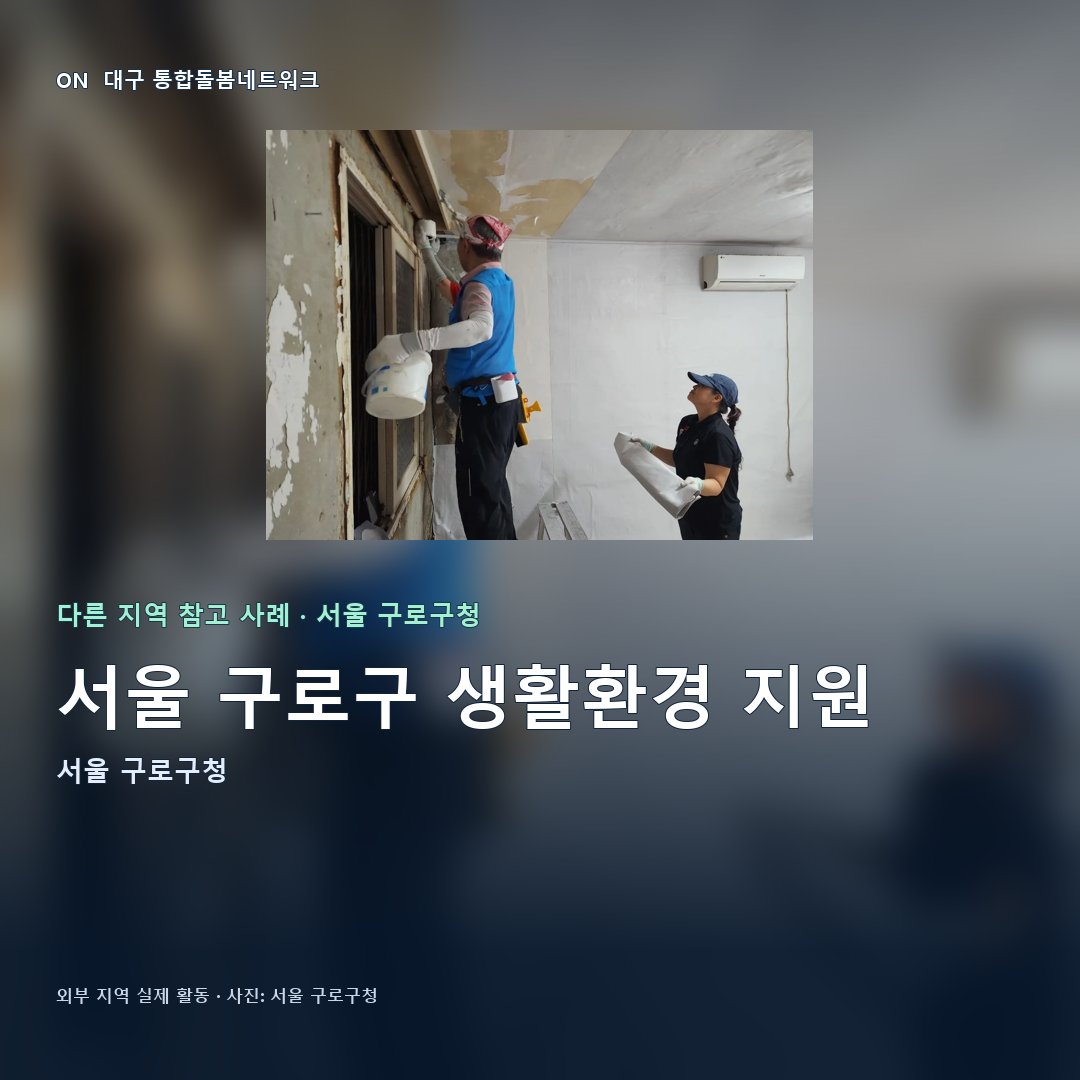 ON 대구 통합돌봄네트워크
다른 지역 참고 사례 · 서울 구로구청
서울 구로구 생활환경 지원
서울 구로구청
외부 지역 실제 활동 · 사진: 서울 구로구청